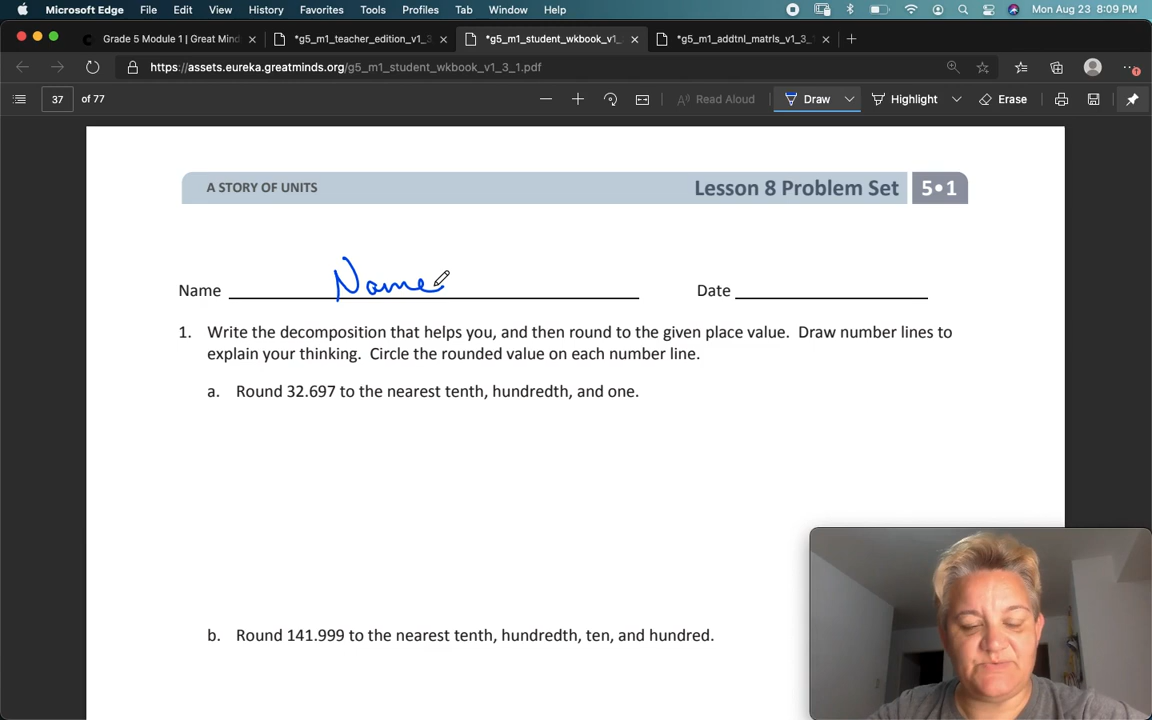 Microsoft Edge File Edit View History Favorites Tools Profiles Tab Window Help Mon Aug 23 8:09 PM
Grade 5 Module 1 | Great Mind *g5_m1_teacher_edition_v1_3 *g5_m1_student_wkbook_v1_ *g5_m1_addtnl_matrls_v1_3_
https://assets.eureka.greatminds.org/g5_m1_student_wkbook_v1_3_1.pdf
37 of 77 Read Aloud Draw Highlight Erase
A STORY OF UNITS Lesson 8 Problem Set 5•1
Name Name Date
1. Write the decomposition that helps you, and then round to the given place value. Draw number lines to
explain your thinking. Circle the rounded value on each number line.
a. Round 32.697 to the nearest tenth, hundredth, and one.
b. Round 141.999 to the nearest tenth, hundredth, ten, and hundred.